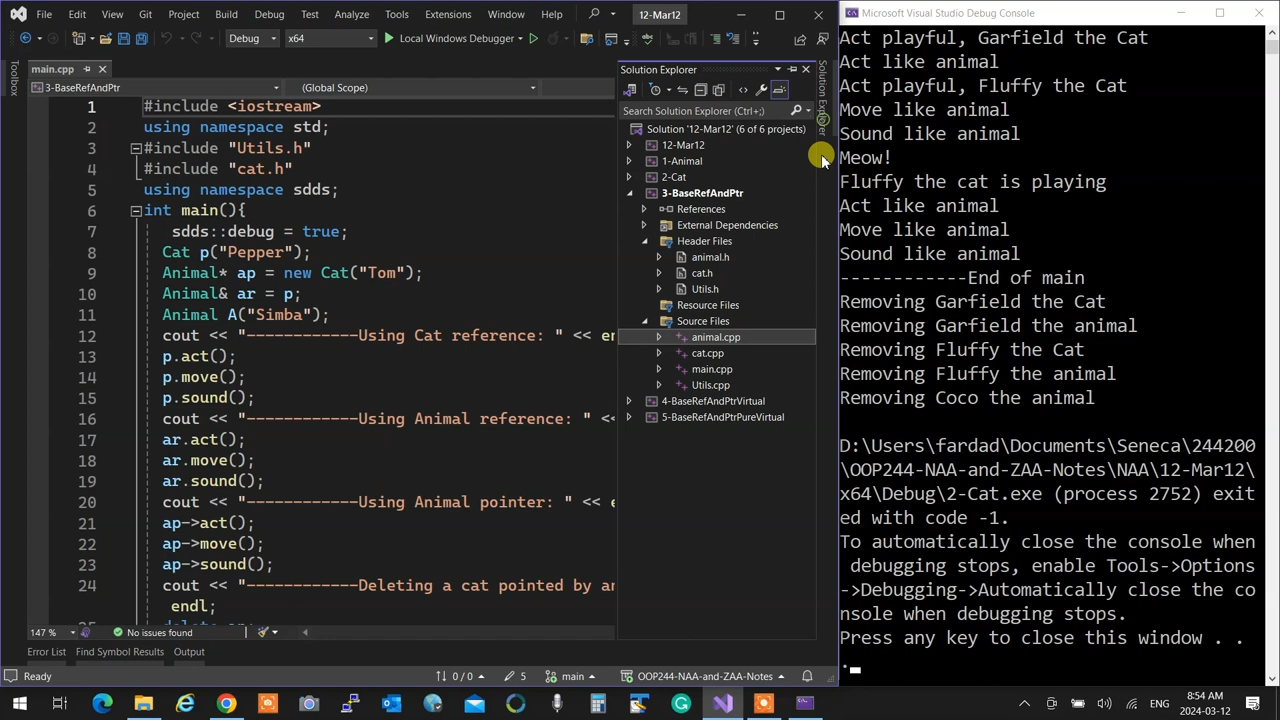 File Edit View Git Project Build Debug Test Analyze Tools Extensions Window Help 12-Mar12
Debug x64 Local Windows Debugger
Toolbox
main.cpp
3-BaseRefAndPtr (Global Scope)
1 #include <iostream>
2 using namespace std;
3 #include "Utils.h"
4 #include "cat.h"
5 using namespace sdds;
6 int main(){
7 sdds::debug = true;
8 Cat p("Pepper");
9 Animal* ap = new Cat("Tom");
10 Animal& ar = p;
11 Animal A("Simba");
12 cout << "------------Using Cat reference: " << en
13 p.act();
14 p.move();
15 p.sound();
16 cout << "------------Using Animal reference: " <<
17 ar.act();
18 ar.move();
19 ar.sound();
20 cout << "------------Using Animal pointer: " << e
21 ap->act();
22 ap->move();
23 ap->sound();
24 cout << "------------Deleting a cat pointed by an
endl;
147 % No issues found
Error List Find Symbol Results Output
Ready 0 / 0 5 main OOP244-NAA-and-ZAA-Notes
Solution Explorer
Search Solution Explorer (Ctrl+;)
Solution '12-Mar12' (6 of 6 projects)
12-Mar12
1-Animal
2-Cat
3-BaseRefAndPtr
References
External Dependencies
Header Files
animal.h
cat.h
Utils.h
Resource Files
Source Files
animal.cpp
cat.cpp
main.cpp
Utils.cpp
4-BaseRefAndPtrVirtual
5-BaseRefAndPtrPureVirtual
Solution Explorer
Microsoft Visual Studio Debug Console
Act playful, Garfield the Cat
Act like animal
Act playful, Fluffy the Cat
Move like animal
Sound like animal
Meow!
Fluffy the cat is playing
Act like animal
Move like animal
Sound like animal
------------End of main
Removing Garfield the Cat
Removing Garfield the animal
Removing Fluffy the Cat
Removing Fluffy the animal
Removing Coco the animal
D:\Users\fardad\Documents\Seneca\244200
\OOP244-NAA-and-ZAA-Notes\NAA\12-Mar12\
x64\Debug\2-Cat.exe (process 2752) exit
ed with code -1.
To automatically close the console when
debugging stops, enable Tools->Options
->Debugging->Automatically close the co
nsole when debugging stops.
Press any key to close this window . .
.
ENG 8:54 AM
2024-03-12